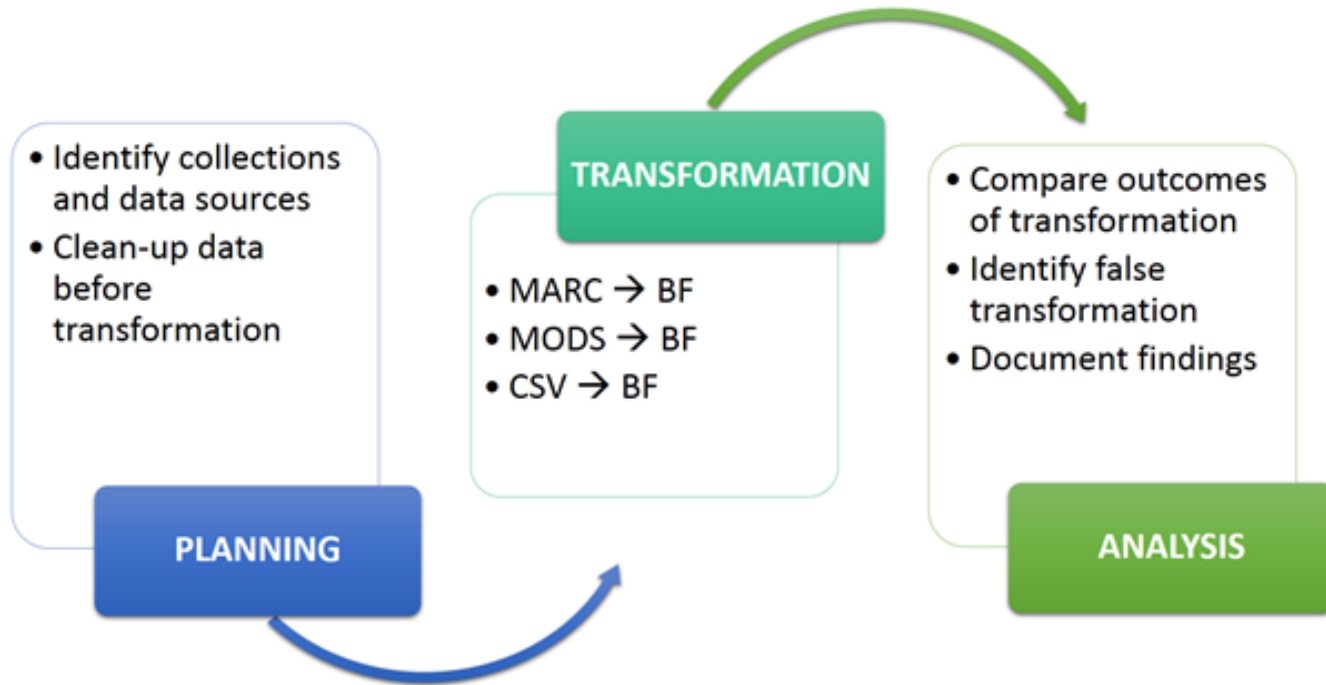 • Identify collections
and data sources
• Clean-up data
before
transformation
PLANNING
TRANSFORMATION
• MARC → BF
• MODS → BF
• CSV → BF
• Compare outcomes
of transformation
• Identify false
transformation
• Document findings
ANALYSIS